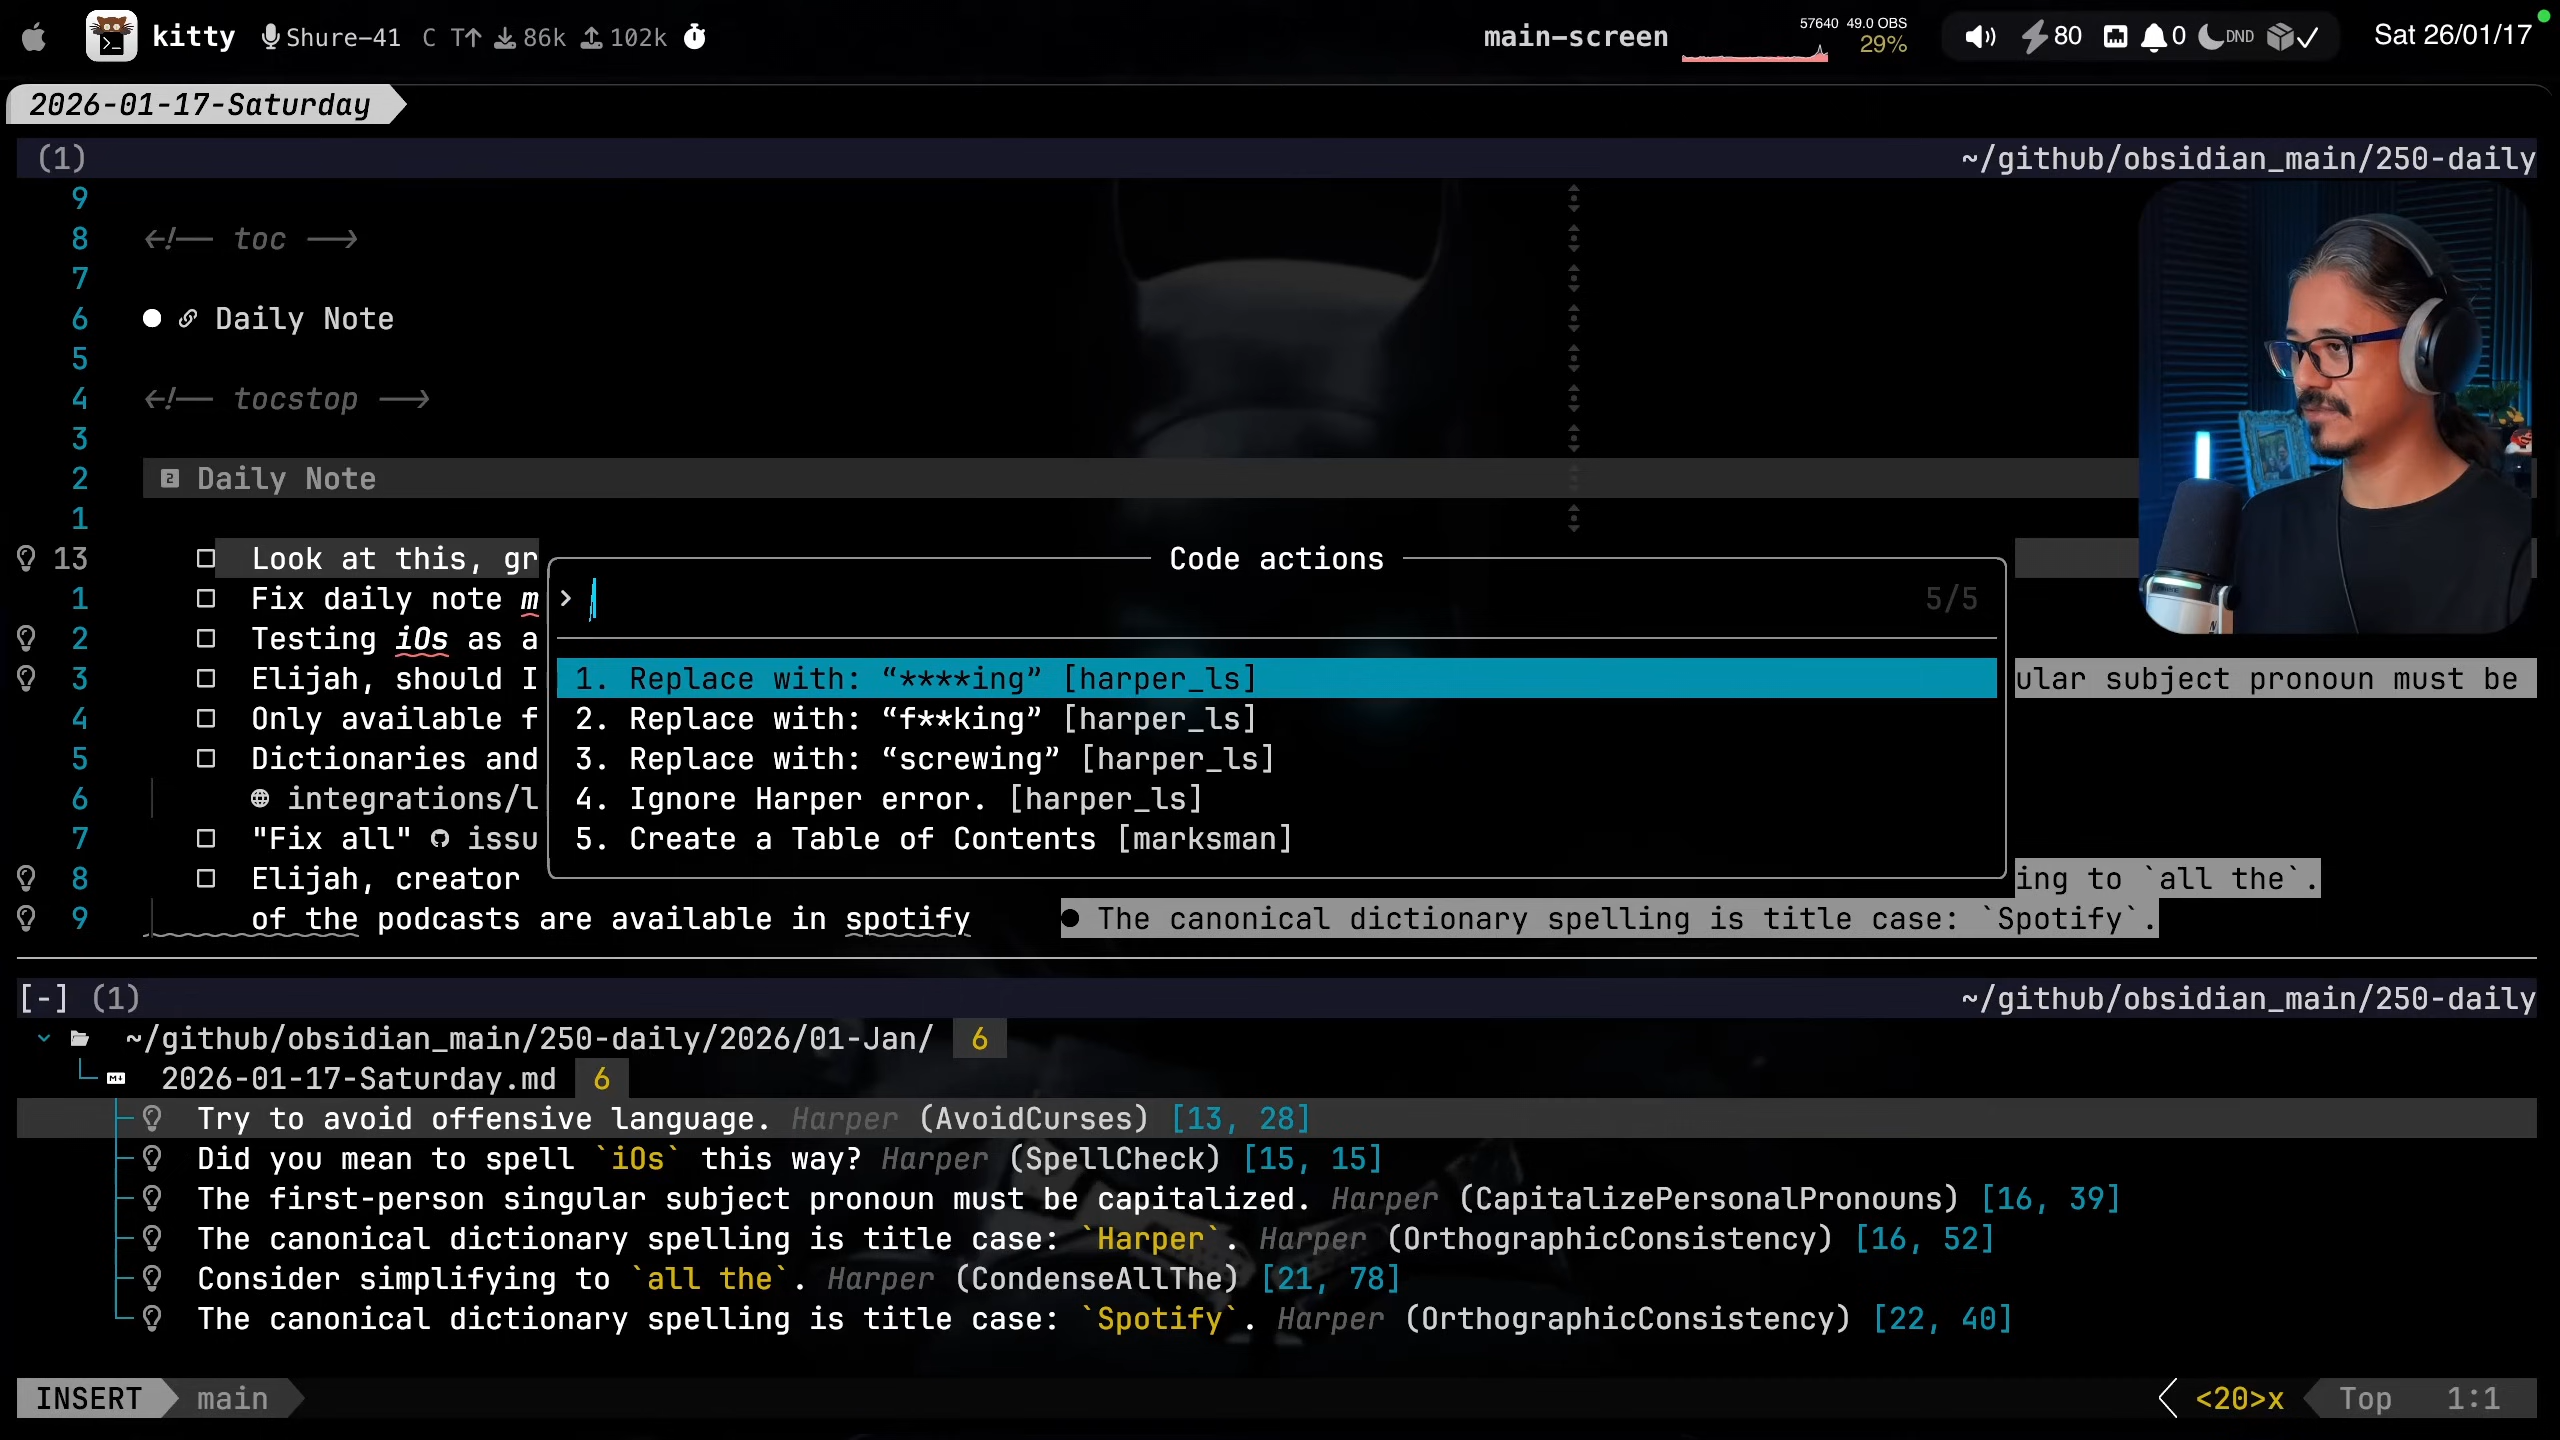 kitty Shure-41 C T↑ 86k 102k main-screen 57640 49.0 OBS 29% 80 0 DND Sat 26/01/17
2026-01-17-Saturday
(1) ~/github/obsidian_main/250-daily
9
8 <!-- toc -->
7
6 Daily Note
5
4 <!-- tocstop -->
3
2 Daily Note
1
13 Look at this, gr
1 Fix daily note m
2 Testing iOs as a
3 Elijah, should I
4 Only available f
5 Dictionaries and
6 integrations/l
7 "Fix all" issu
8 Elijah, creator
9 of the podcasts are available in spotify ● The canonical dictionary spelling is title case: `Spotify`.
Code actions
> 5/5
1. Replace with: “****ing” [harper_ls]
2. Replace with: “f**king” [harper_ls]
3. Replace with: “screwing” [harper_ls]
4. Ignore Harper error. [harper_ls]
5. Create a Table of Contents [marksman]
ular subject pronoun must be
ing to `all the`.
[-] (1) ~/github/obsidian_main/250-daily
~/github/obsidian_main/250-daily/2026/01-Jan/ 6
2026-01-17-Saturday.md 6
Try to avoid offensive language. Harper (AvoidCurses) [13, 28]
Did you mean to spell `iOs` this way? Harper (SpellCheck) [15, 15]
The first-person singular subject pronoun must be capitalized. Harper (CapitalizePersonalPronouns) [16, 39]
The canonical dictionary spelling is title case: `Harper`. Harper (OrthographicConsistency) [16, 52]
Consider simplifying to `all the`. Harper (CondenseAllThe) [21, 78]
The canonical dictionary spelling is title case: `Spotify`. Harper (OrthographicConsistency) [22, 40]
INSERT main <20>x Top 1:1